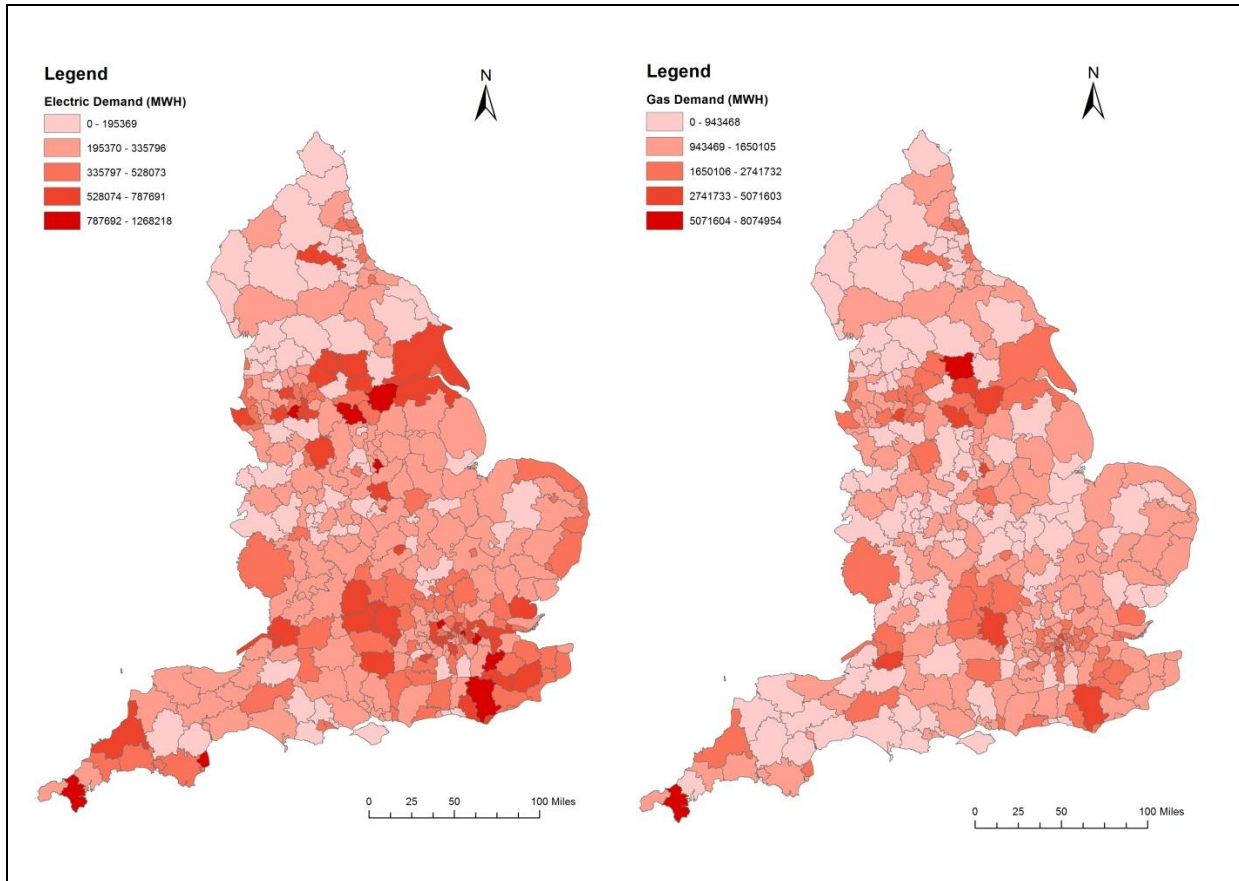 Legend
Electric Demand (MWH)
0 - 195369
195370 - 335796
335797 - 528073
528074 - 787691
787692 - 1268218
N
0 25 50 100 Miles
Legend
Gas Demand (MWH)
0 - 943468
943469 - 1650105
1650106 - 2741732
2741733 - 5071603
5071604 - 8074954
N
0 25 50 100 Miles